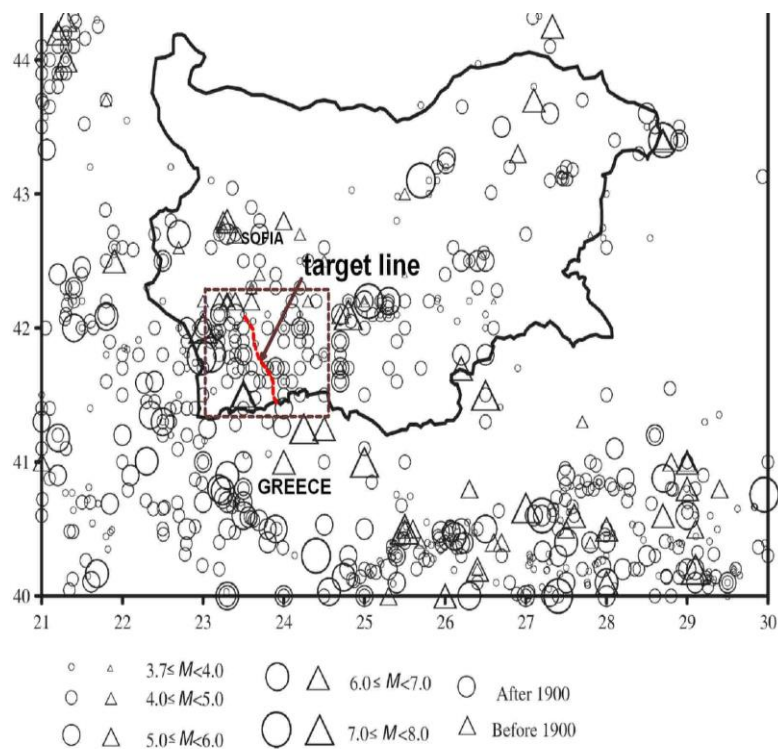 44
43
SOFIA
target line
42
41
GREECE
40
21 22 23 24 25 26 27 28 29 30
3.7≤ M<4.0
4.0≤ M<5.0
5.0≤ M<6.0
6.0≤ M<7.0
7.0≤ M<8.0
After 1900
Before 1900